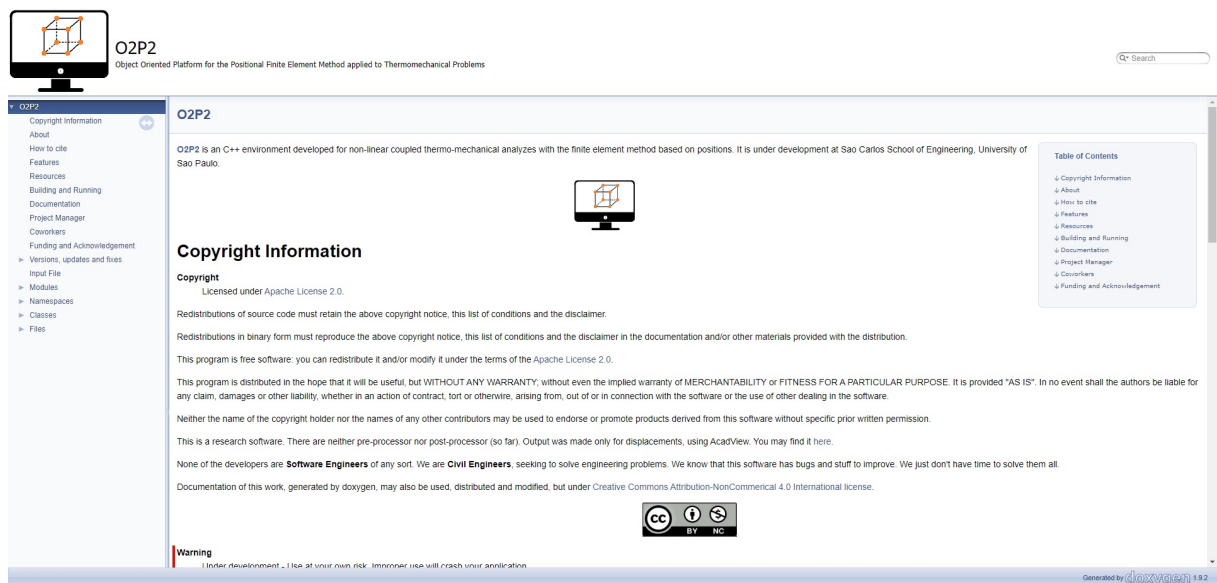 O2P2
Object Oriented Platform for the Positional Finite Element Method applied to Thermomechanical Problems
Search
O2P2
Copyright Information
About
How to cite
Features
Resources
Building and Running
Documentation
Project Manager
Coworkers
Funding and Acknowledgement
Versions, updates and fixes
Input File
Modules
Namespaces
Classes
Files
O2P2
O2P2 is an C++ environment developed for non-linear coupled thermo-mechanical analyzes with the finite element method based on positions. It is under development at Sao Carlos School of Engineering, University of
Sao Paulo.
Table of Contents
↓ Copyright Information
↓ About
↓ How to cite
↓ Features
↓ Resources
↓ Building and Running
↓ Documentation
↓ Project Manager
↓ Coworkers
↓ Funding and Acknowledgement
Copyright Information
Copyright
Licensed under Apache License 2.0.
Redistributions of source code must retain the above copyright notice, this list of conditions and the disclaimer.
Redistributions in binary form must reproduce the above copyright notice, this list of conditions and the disclaimer in the documentation and/or other materials provided with the distribution.
This program is free software: you can redistribute it and/or modify it under the terms of the Apache License 2.0.
This program is distributed in the hope that it will be useful, but WITHOUT ANY WARRANTY; without even the implied warranty of MERCHANTABILITY or FITNESS FOR A PARTICULAR PURPOSE. It is provided "AS IS". In no event shall the authors be liable for
any claim, damages or other liability, whether in an action of contract, tort or otherwire, arising from, out of or in connection with the software or the use of other dealing in the software.
Neither the name of the copyright holder nor the names of any other contributors may be used to endorse or promote products derived from this software without specific prior written permission.
This is a research software. There are neither pre-processor nor post-processor (so far). Output was made only for displacements, using AcadView. You may find it here.
None of the developers are Software Engineers of any sort. We are Civil Engineers, seeking to solve engineering problems. We know that this software has bugs and stuff to improve. We just don't have time to solve them all.
Documentation of this work, generated by doxygen, may also be used, distributed and modified, but under Creative Commons Attribution-NonCommerical 4.0 International license.
cc
BY NC
Warning
Under development - Use at your own risk. Improper use will crash your application.
Generated by doxygen 1.9.2